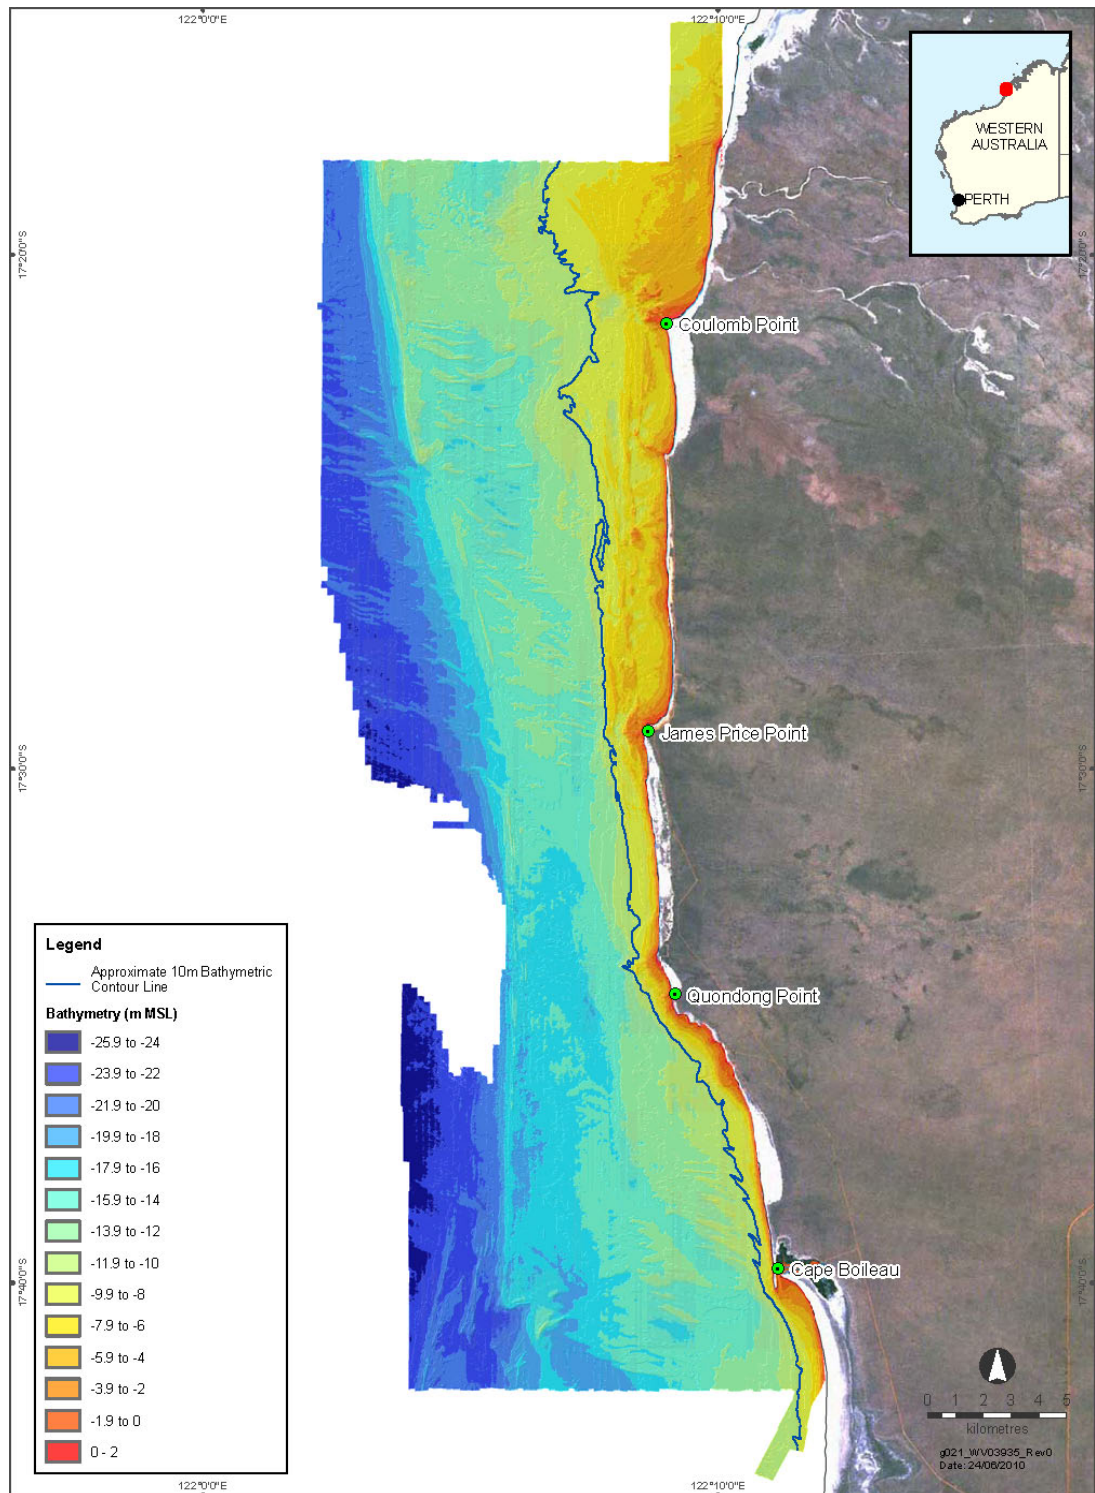 122°0'0"E
122°10'0"E
WESTERN
AUSTRALIA
PERTH
17°20'0"S
17°20'0"S
Coulomb Point
James Price Point
17°30'0"S
17°30'0"S
Quondong Point
Cape Boileau
17°40'0"S
17°40'0"S
Legend
Approximate 10m Bathymetric
Contour Line
Bathymetry (m MSL)
-25.9 to -24
-23.9 to -22
-21.9 to -20
-19.9 to -18
-17.9 to -16
-15.9 to -14
-13.9 to -12
-11.9 to -10
-9.9 to -8
-7.9 to -6
-5.9 to -4
-3.9 to -2
-1.9 to 0
0 - 2
0 1 2 3 4 5
kilometres
g021_WV03935_Rev0
Date: 24/06/2010
122°0'0"E
122°10'0"E